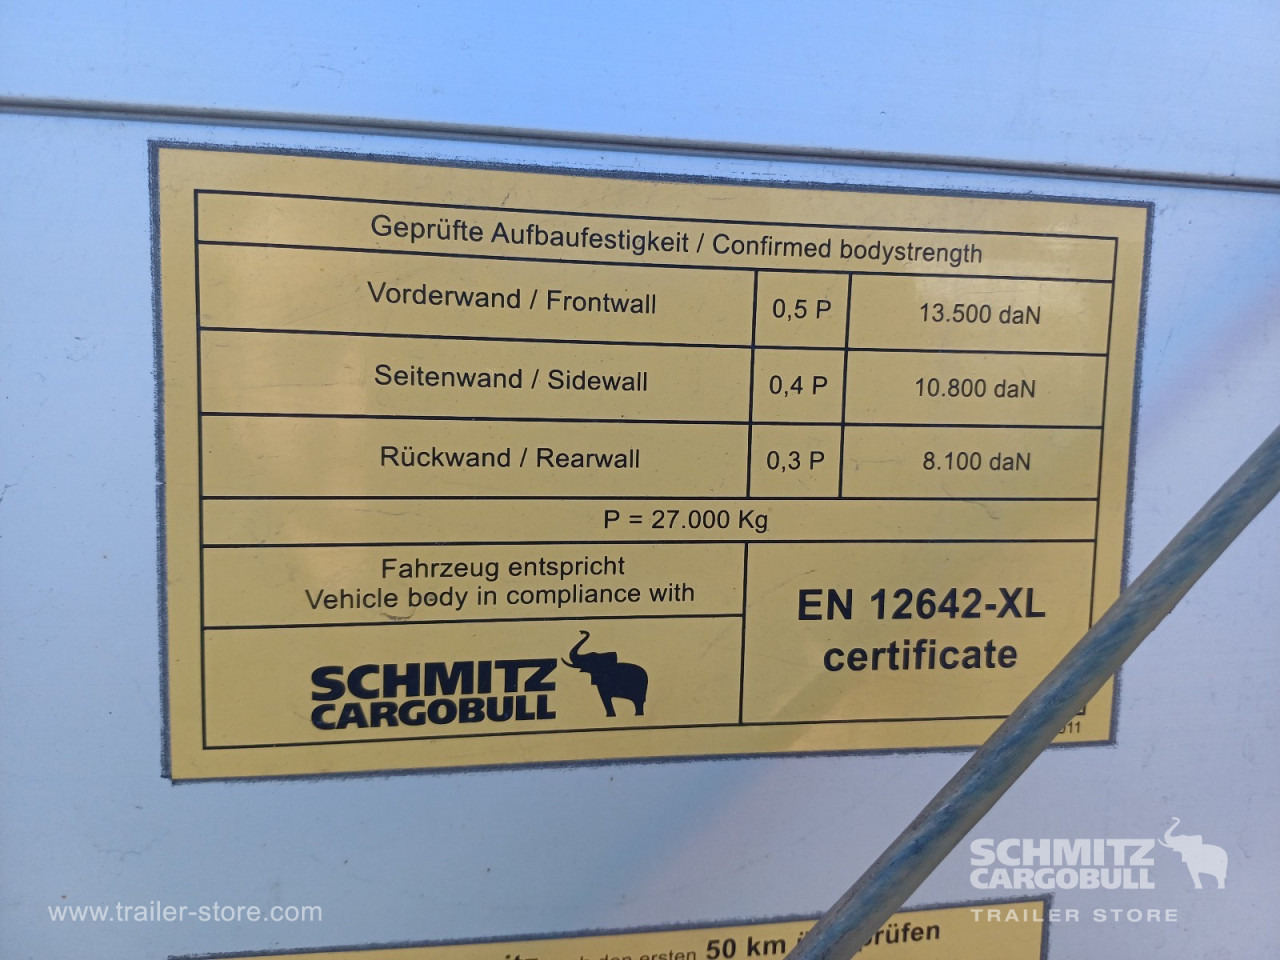 Geprüfte Aufbaufestigkeit / Confirmed bodystrength
Vorderwand / Frontwall 0,5 P 13.500 daN
Seitenwand / Sidewall 0,4 P 10.800 daN
Rückwand / Rearwall 0,3 P 8.100 daN
P = 27.000 Kg
Fahrzeug entspricht
Vehicle body in compliance with
EN 12642-XL
certificate
SCHMITZ
CARGOBULL
SCHMITZ
CARGOBULL
TRAILER STORE
www.trailer-store.com
den ersten 50 km